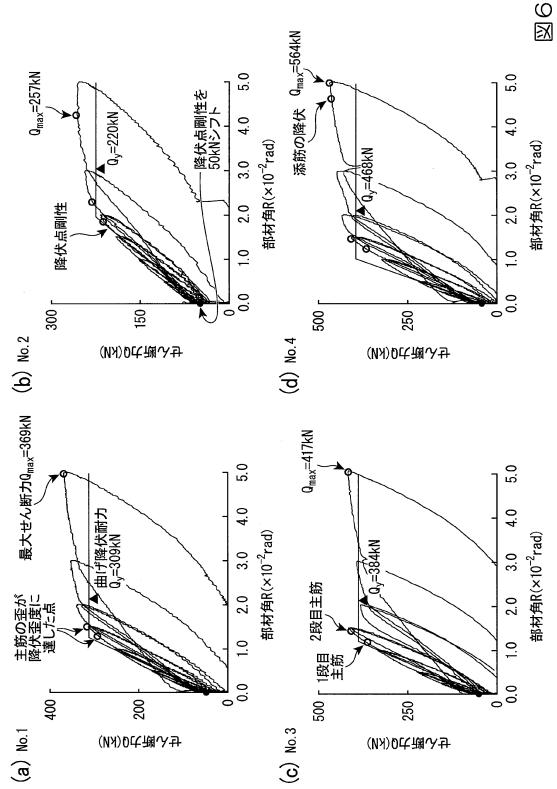 (a) No.1
せん断力Q(kN)
400
200
0
最大せん断力Qmax=369kN
主筋の歪が
降伏歪度に
達した点
曲げ降伏耐力
Qy=309kN
0.0 1.0 2.0 3.0 4.0 5.0
部材角R(×10⁻²rad)
(b) No.2
せん断力Q(kN)
300
150
0
Qmax=257kN
降伏点剛性
Qy=220kN
降伏点剛性を
50kNシフト
0.0 1.0 2.0 3.0 4.0 5.0
部材角R(×10⁻²rad)
(c) No.3
せん断力Q(kN)
500
250
0
Qmax=417kN
2段目主筋
1段目
主筋
Qy=384kN
0.0 1.0 2.0 3.0 4.0 5.0
部材角R(×10⁻²rad)
(d) No.4
せん断力Q(kN)
500
250
0
Qmax=564kN
添筋の降伏
Qy=468kN
0.0 1.0 2.0 3.0 4.0 5.0
部材角R(×10⁻²rad)
図6